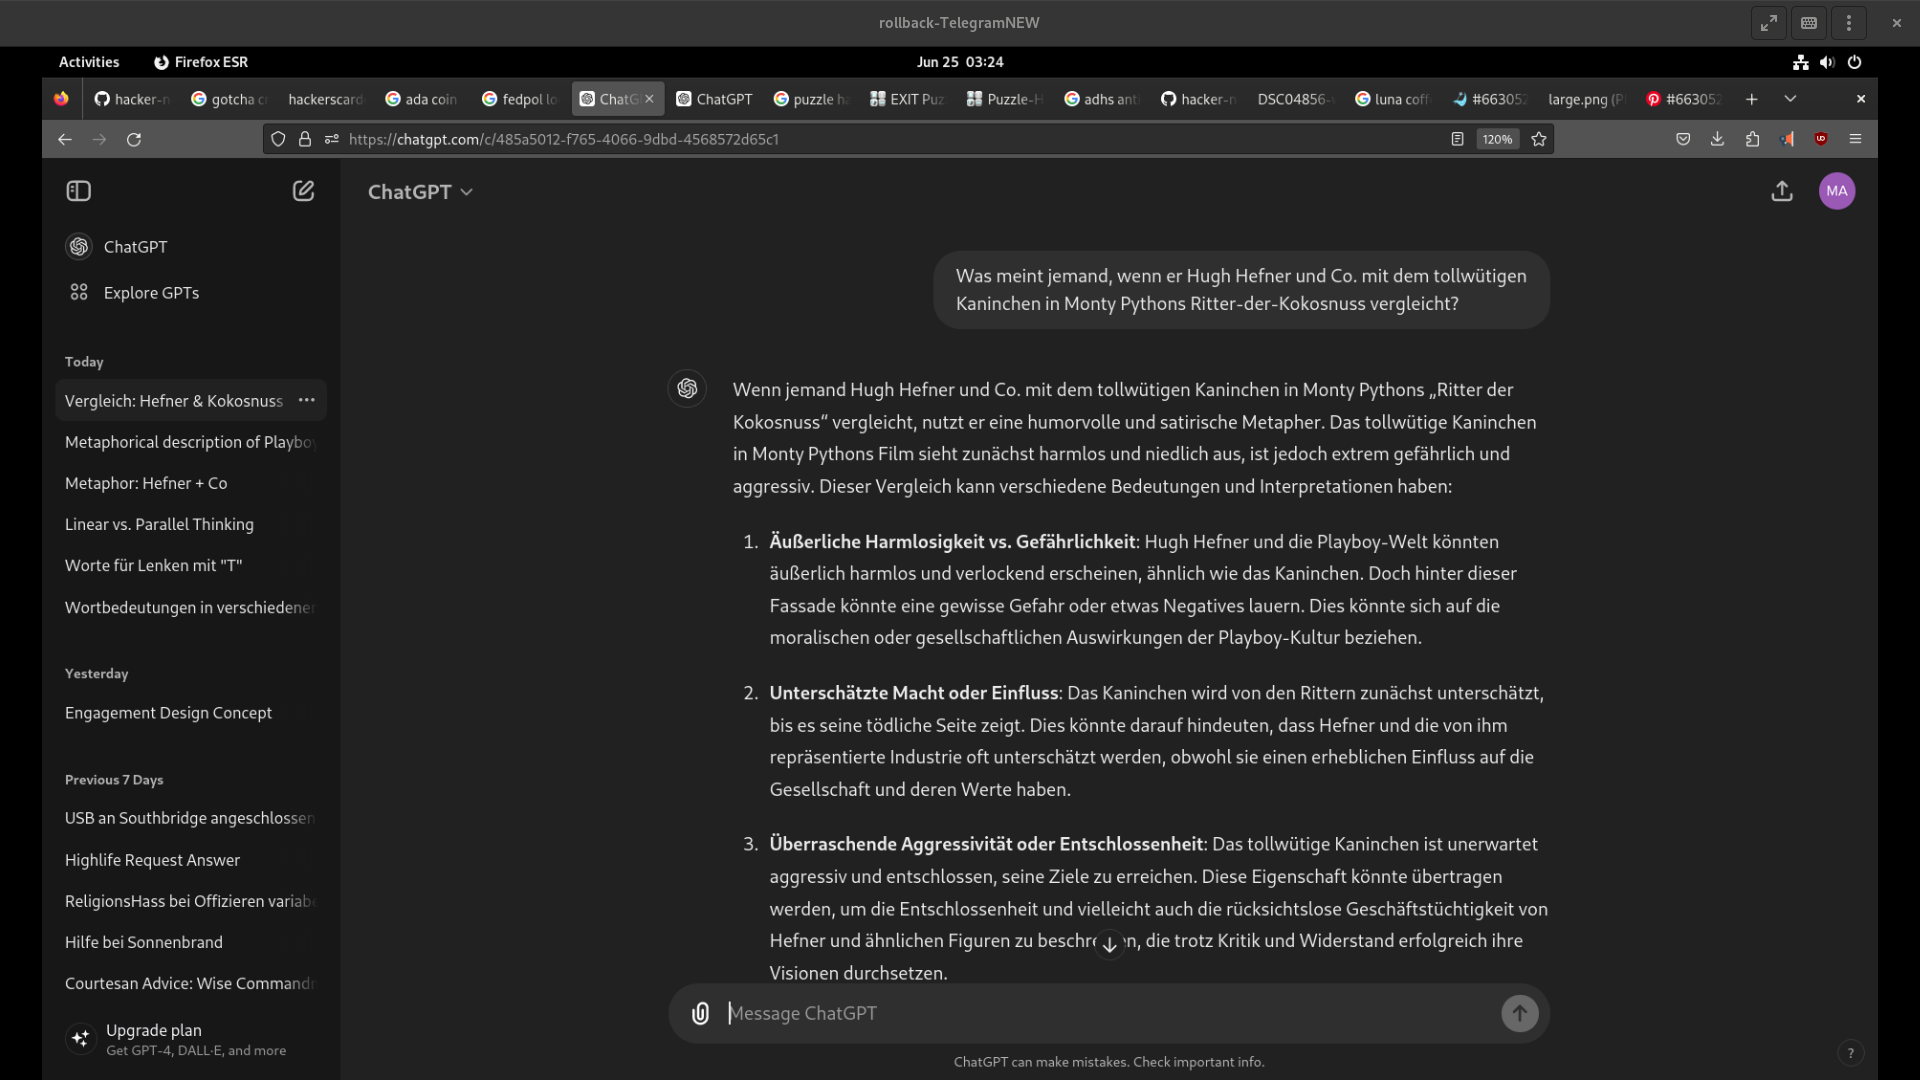 rollback-TelegramNEW
Activities Firefox ESR Jun 25 03:24
hacker-n gotcha c hackerscard ada coin fedpol lo ChatG ChatGPT puzzle ha EXIT Puz Puzzle-H adhs anti hacker-n DSC04856- luna coff #663052 large.png (P #663052
https://chatgpt.com/c/485a5012-f765-4066-9dbd-4568572d65c1 120%
ChatGPT MA
ChatGPT
Explore GPTs
Today
Vergleich: Hefner & Kokosnuss
Metaphorical description of Playboy
Metaphor: Hefner + Co
Linear vs. Parallel Thinking
Worte für Lenken mit "T"
Wortbedeutungen in verschiedenen
Yesterday
Engagement Design Concept
Previous 7 Days
USB an Southbridge angeschlossen
Highlife Request Answer
ReligionsHass bei Offizieren variabe
Hilfe bei Sonnenbrand
Courtesan Advice: Wise Commandr
Upgrade plan
Get GPT-4, DALL·E, and more
Was meint jemand, wenn er Hugh Hefner und Co. mit dem tollwütigen
Kaninchen in Monty Pythons Ritter-der-Kokosnuss vergleicht?
Wenn jemand Hugh Hefner und Co. mit dem tollwütigen Kaninchen in Monty Pythons „Ritter der
Kokosnuss“ vergleicht, nutzt er eine humorvolle und satirische Metapher. Das tollwütige Kaninchen
in Monty Pythons Film sieht zunächst harmlos und niedlich aus, ist jedoch extrem gefährlich und
aggressiv. Dieser Vergleich kann verschiedene Bedeutungen und Interpretationen haben:
1. Äußerliche Harmlosigkeit vs. Gefährlichkeit: Hugh Hefner und die Playboy-Welt könnten
äußerlich harmlos und verlockend erscheinen, ähnlich wie das Kaninchen. Doch hinter dieser
Fassade könnte eine gewisse Gefahr oder etwas Negatives lauern. Dies könnte sich auf die
moralischen oder gesellschaftlichen Auswirkungen der Playboy-Kultur beziehen.
2. Unterschätzte Macht oder Einfluss: Das Kaninchen wird von den Rittern zunächst unterschätzt,
bis es seine tödliche Seite zeigt. Dies könnte darauf hindeuten, dass Hefner und die von ihm
repräsentierte Industrie oft unterschätzt werden, obwohl sie einen erheblichen Einfluss auf die
Gesellschaft und deren Werte haben.
3. Überraschende Aggressivität oder Entschlossenheit: Das tollwütige Kaninchen ist unerwartet
aggressiv und entschlossen, seine Ziele zu erreichen. Diese Eigenschaft könnte übertragen
werden, um die Entschlossenheit und vielleicht auch die rücksichtslose Geschäftstüchtigkeit von
Hefner und ähnlichen Figuren zu beschre n, die trotz Kritik und Widerstand erfolgreich ihre
Visionen durchsetzen.
Message ChatGPT
ChatGPT can make mistakes. Check important info.
?